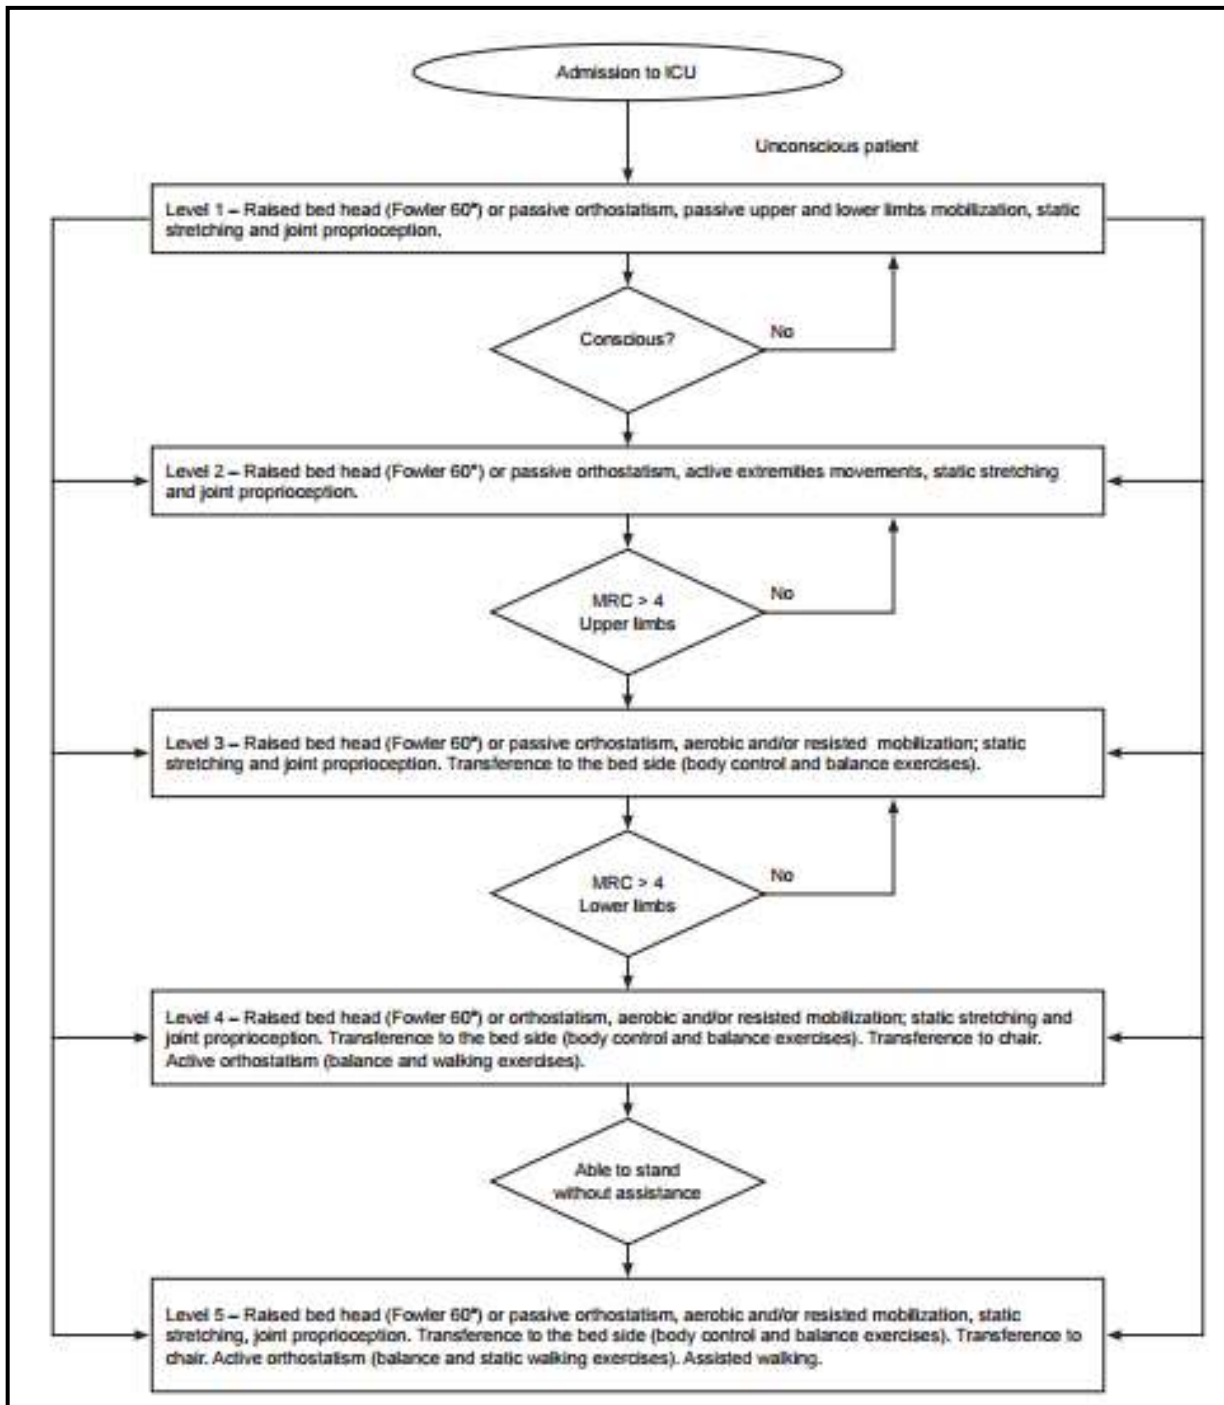 Admission to ICU
Unconscious patient
Level 1 – Raised bed head (Fowler 60°) or passive orthostatism, passive upper and lower limbs mobilization, static
stretching and joint proprioception.
Conscious?
No
Level 2 – Raised bed head (Fowler 60°) or passive orthostatism, active extremities movements, static stretching
and joint proprioception.
MRC > 4
Upper limbs
No
Level 3 – Raised bed head (Fowler 60°) or passive orthostatism, aerobic and/or resisted mobilization; static
stretching and joint proprioception. Transference to the bed side (body control and balance exercises).
MRC > 4
Lower limbs
No
Level 4 – Raised bed head (Fowler 60°) or orthostatism, aerobic and/or resisted mobilization; static stretching and
joint proprioception. Transference to the bed side (body control and balance exercises). Transference to chair.
Active orthostatism (balance and walking exercises).
Able to stand
without assistance
Level 5 – Raised bed head (Fowler 60°) or passive orthostatism, aerobic and/or resisted mobilization, static
stretching, joint proprioception. Transference to the bed side (body control and balance exercises). Transference to
chair. Active orthostatism (balance and static walking exercises). Assisted walking.